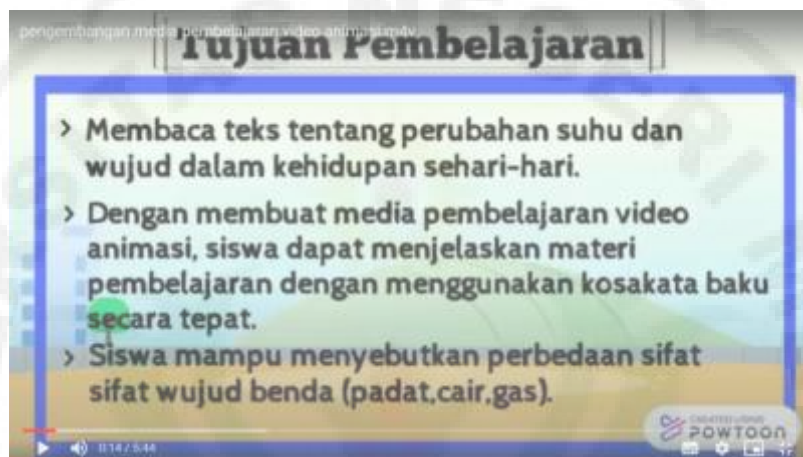 pengembangan media pembelajaran video animasi.m4v
Tujuan Pembelajaran
> Membaca teks tentang perubahan suhu dan
wujud dalam kehidupan sehari-hari.
> Dengan membuat media pembelajaran video
animasi, siswa dapat menjelaskan materi
pembelajaran dengan menggunakan kosakata baku
secara tepat.
> Siswa mampu menyebutkan perbedaan sifat
sifat wujud benda (padat,cair,gas).
CREATED USING
POWTOON
0:14 / 5:44